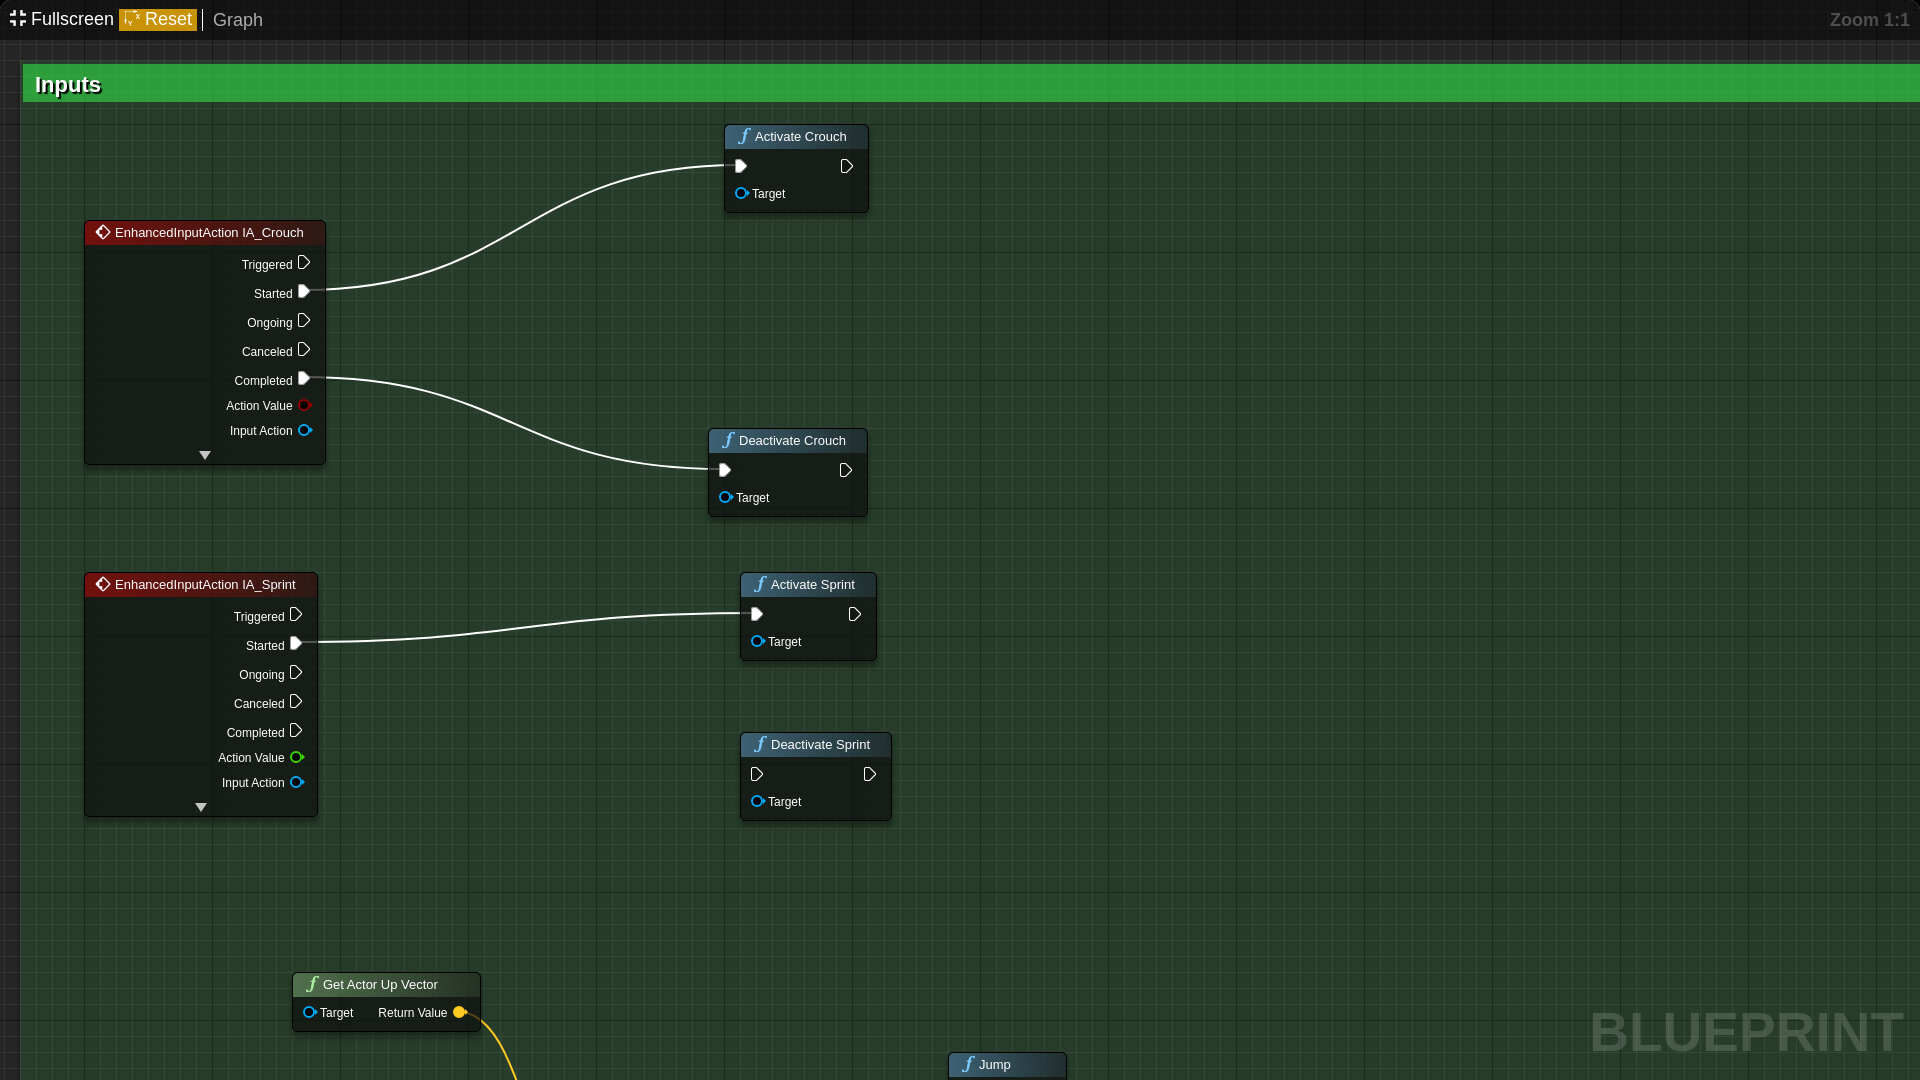 Fullscreen Reset Graph Zoom 1:1
Inputs
Activate Crouch
Target
EnhancedInputAction IA_Crouch
Triggered
Started
Ongoing
Canceled
Completed
Action Value
Input Action
Deactivate Crouch
Target
EnhancedInputAction IA_Sprint
Triggered
Started
Ongoing
Canceled
Completed
Action Value
Input Action
Activate Sprint
Target
Deactivate Sprint
Target
Get Actor Up Vector
Target Return Value
Jump
BLUEPRINT